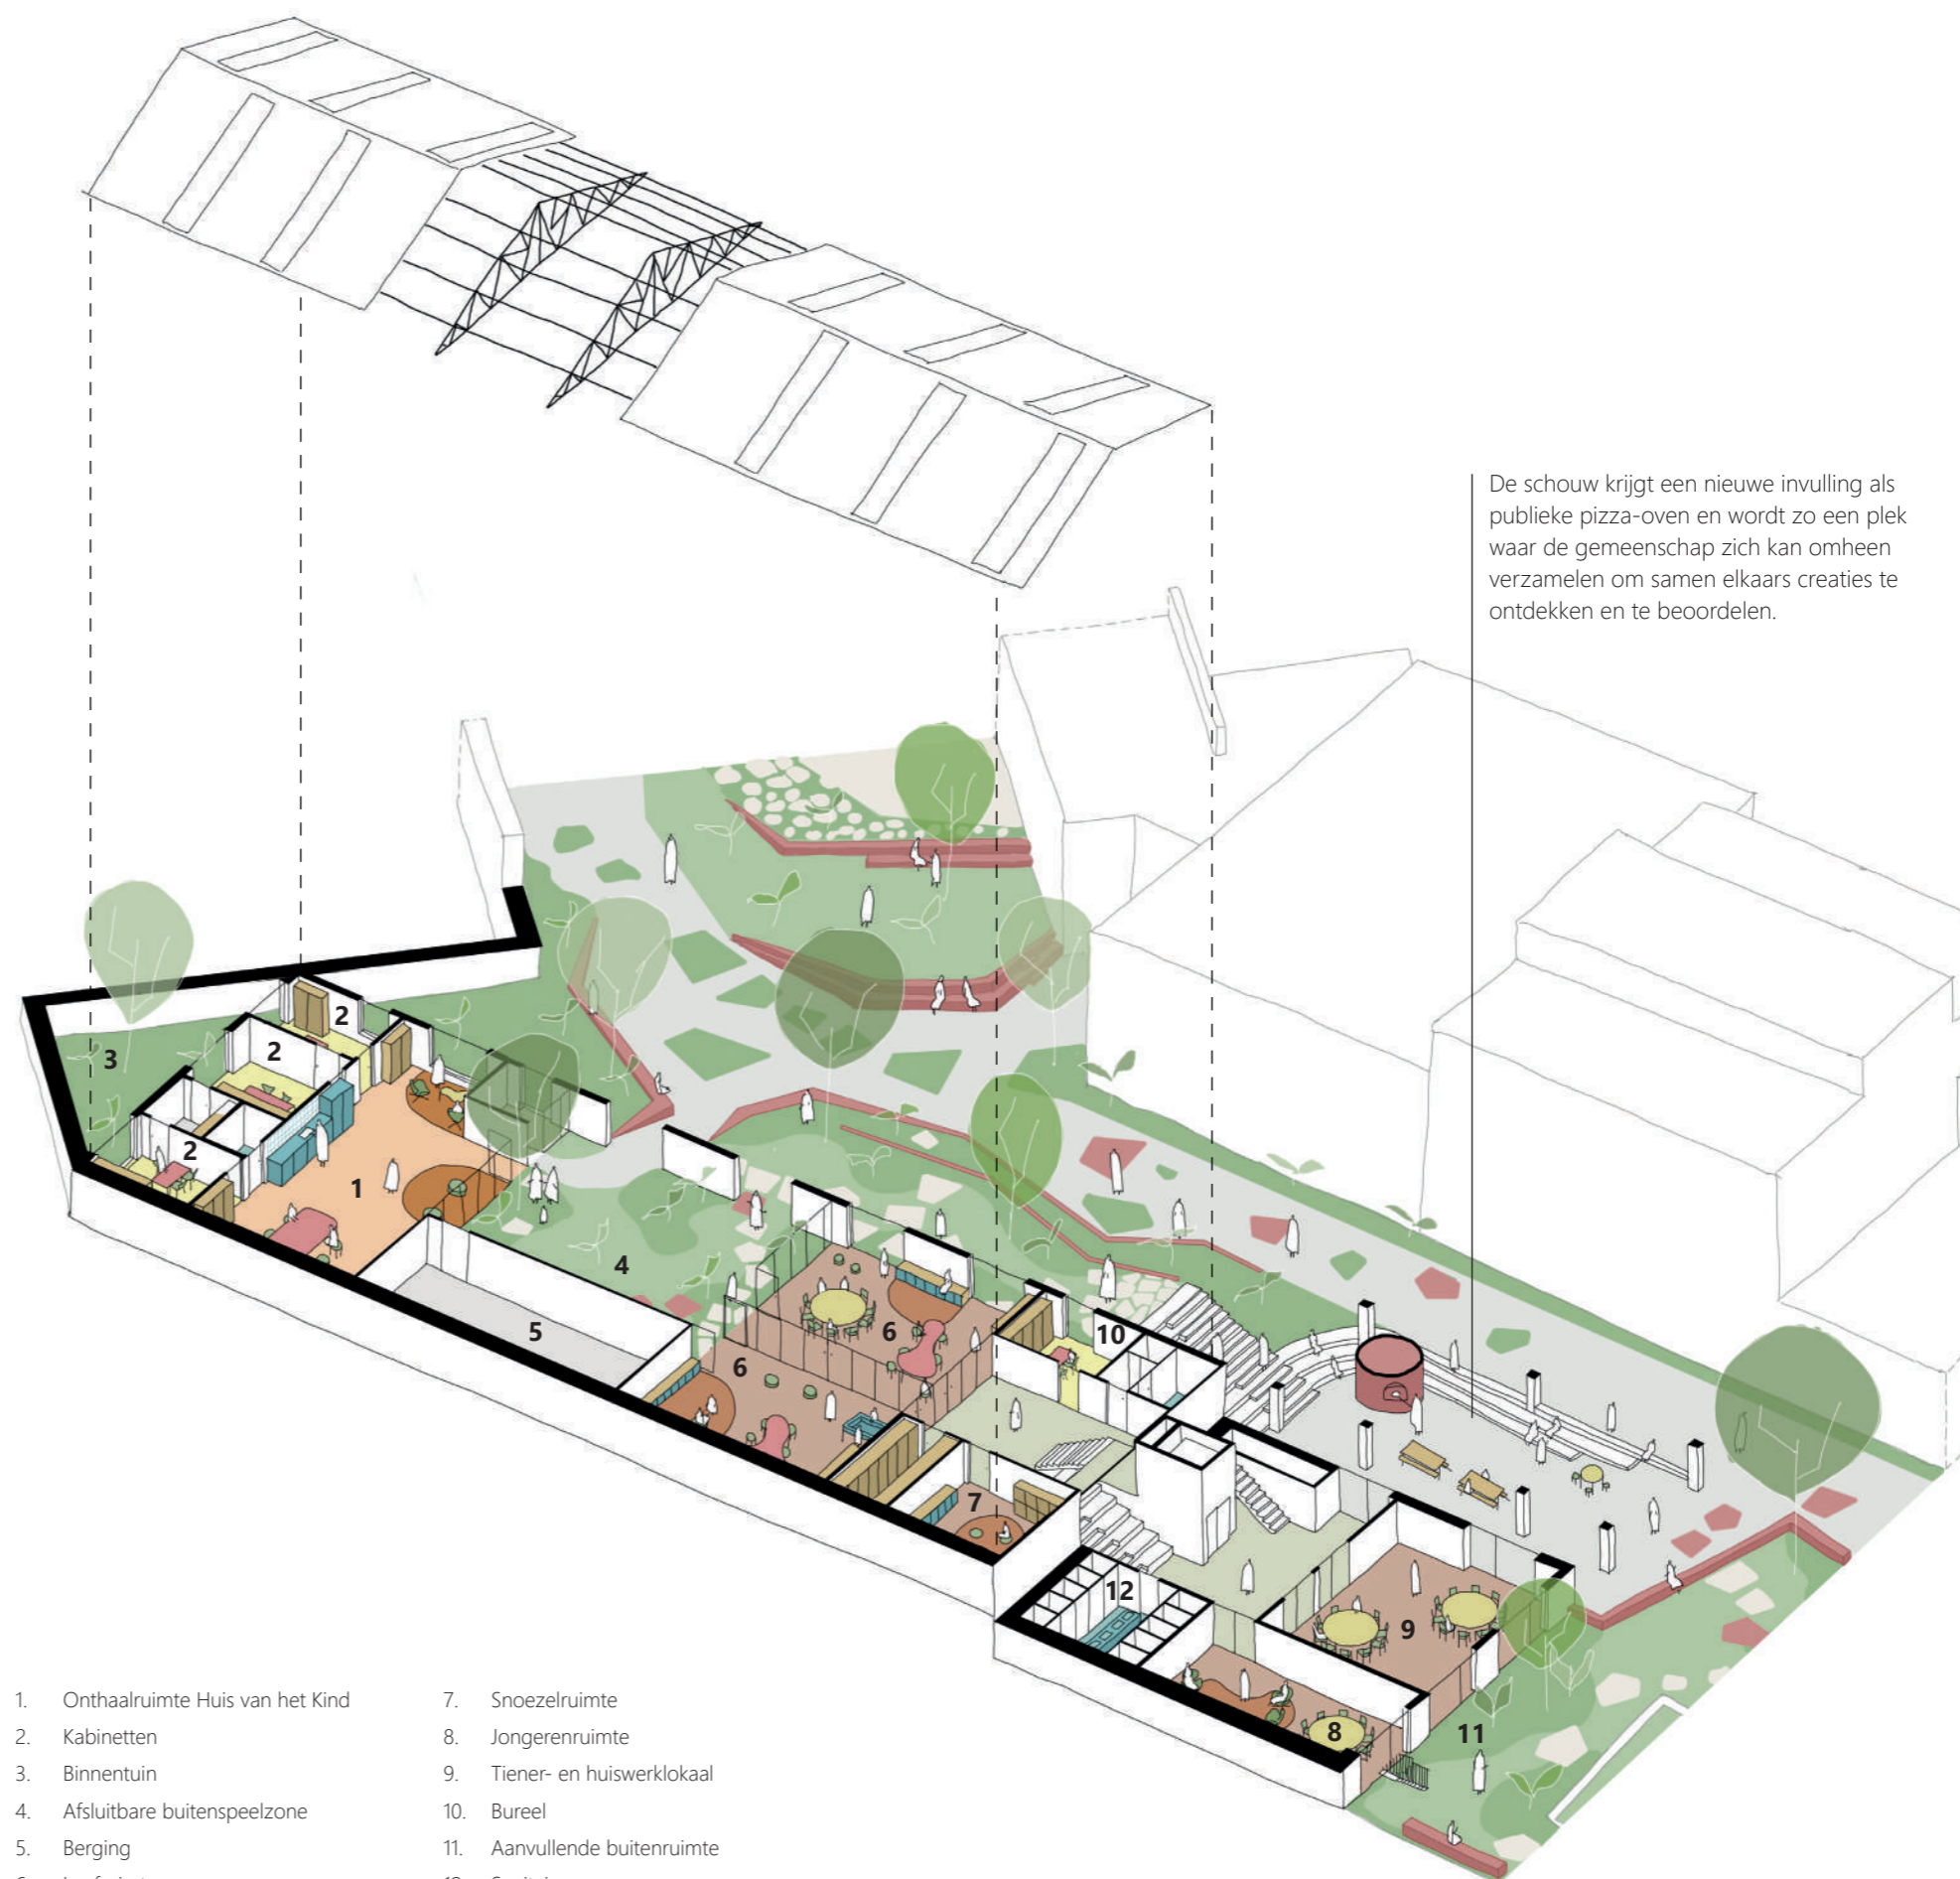 De schouw krijgt een nieuwe invulling als
publieke pizza-oven en wordt zo een plek
waar de gemeenschap zich kan omheen
verzamelen om samen elkaars creaties te
ontdekken en te beoordelen.
2
2
3
2
1
4
5
6
6
10
7
12
9
8
11
1. Onthaalruimte Huis van het Kind
2. Kabinetten
3. Binnentuin
4. Afsluitbare buitenspeelzone
5. Berging
7. Snoezelruimte
8. Jongerenruimte
9. Tiener- en huiswerklokaal
10. Bureel
11. Aanvullende buitenruimte